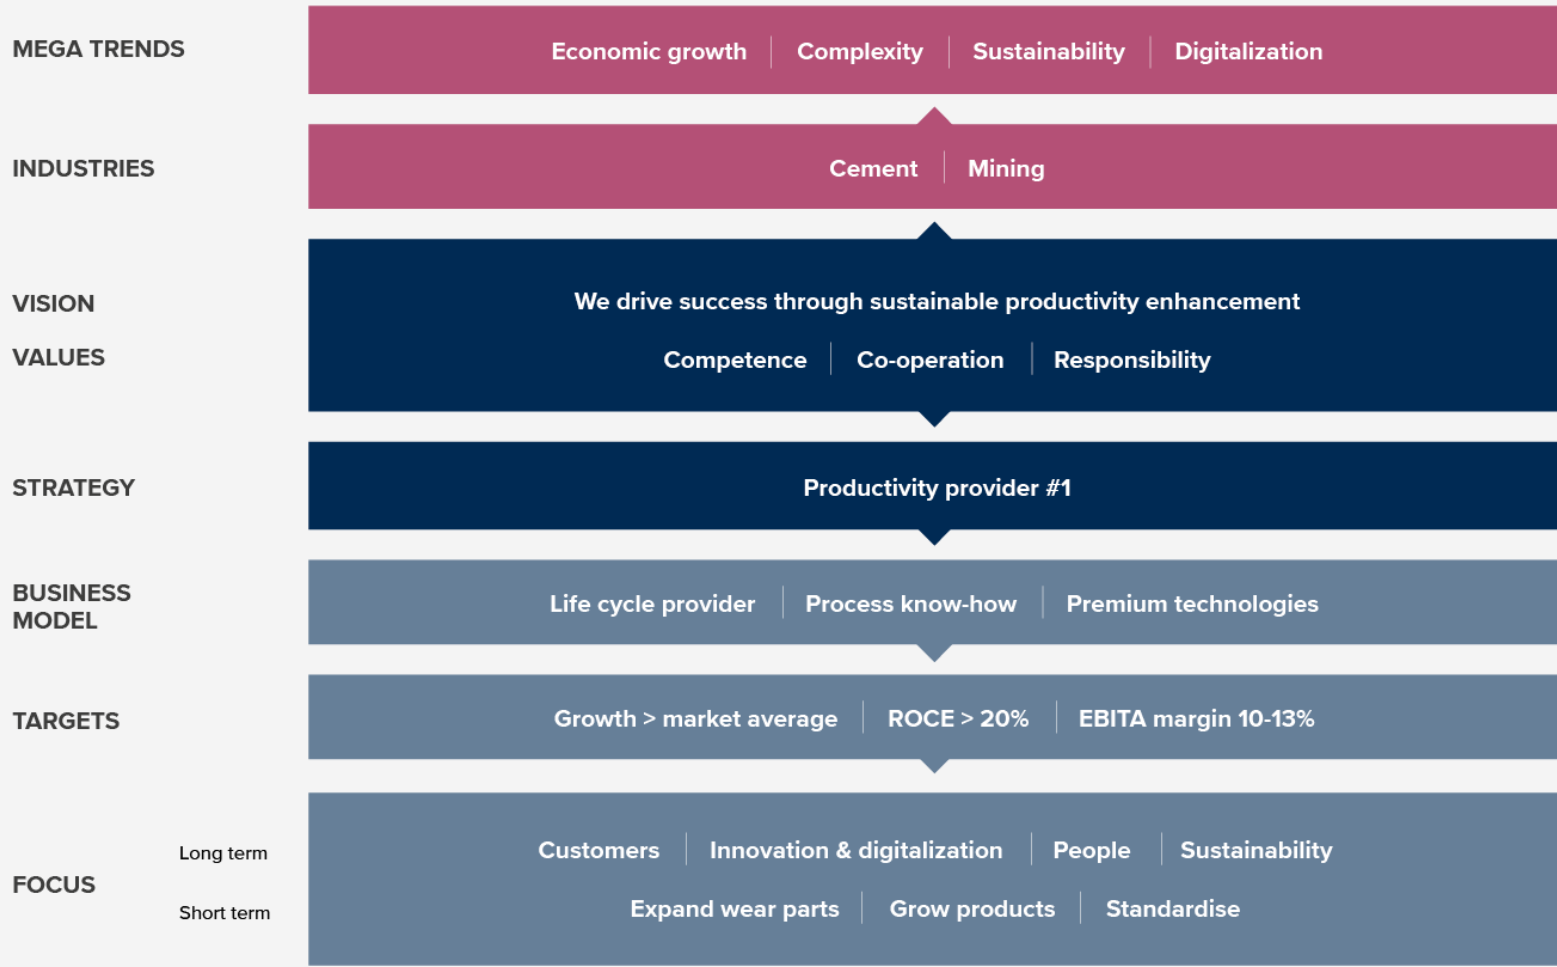 MEGA TRENDS
Economic growth | Complexity | Sustainability | Digitalization
INDUSTRIES
Cement | Mining
VISION
We drive success through sustainable productivity enhancement
VALUES
Competence | Co-operation | Responsibility
STRATEGY
Productivity provider #1
BUSINESS
MODEL
Life cycle provider | Process know-how | Premium technologies
TARGETS
Growth > market average | ROCE > 20% | EBITA margin 10-13%
FOCUS
Long term
Customers | Innovation & digitalization | People | Sustainability
Short term
Expand wear parts | Grow products | Standardise